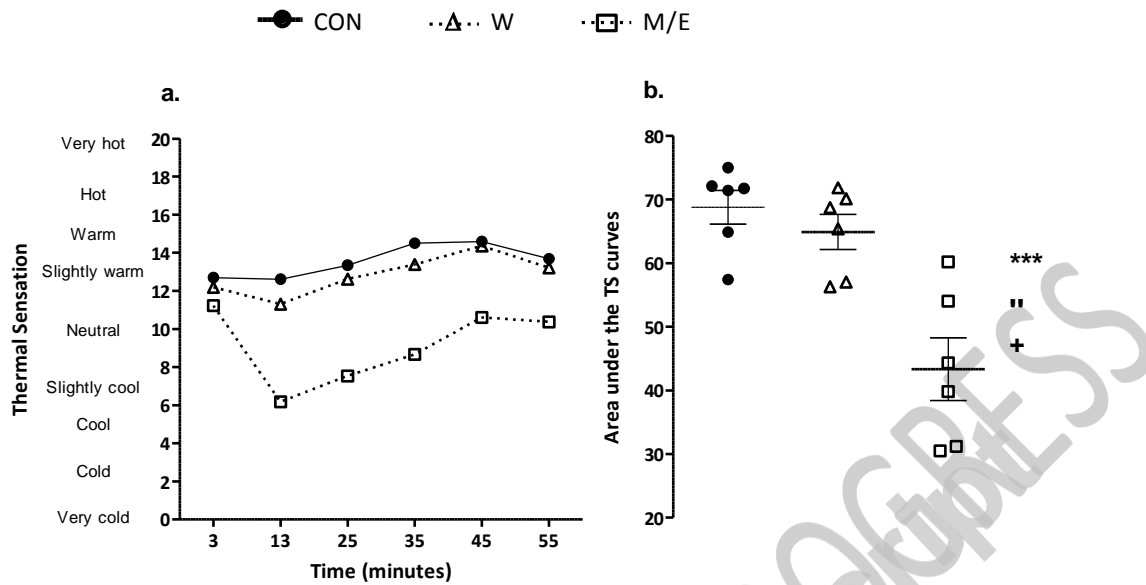 CON W M/E
a.
b.
Thermal Sensation
Very hot
Hot
Warm
Slightly warm
Neutral
Slightly cool
Cool
Cold
Very cold
20
18
16
14
12
10
8
6
4
2
0
3 13 25 35 45 55
Time (minutes)
Area under the TS curves
80
70
60
50
40
30
20
***
"
+